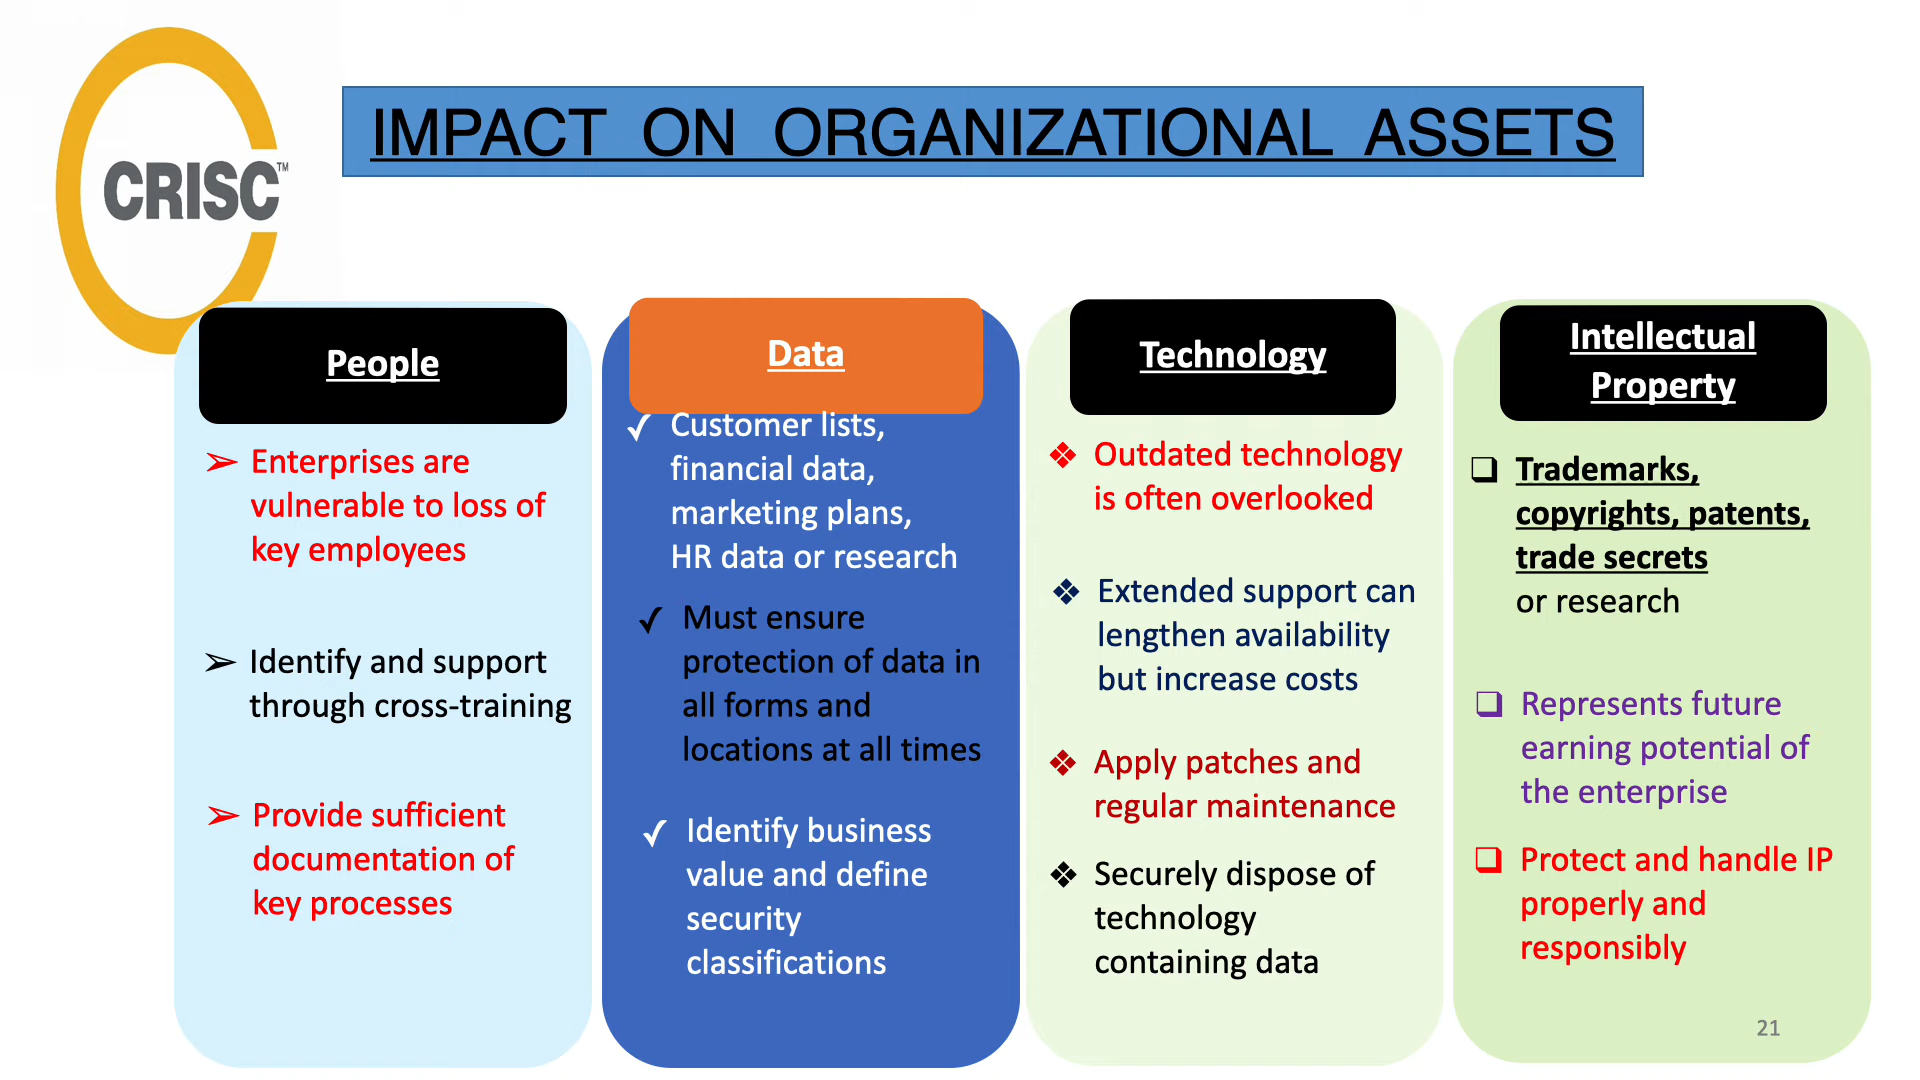 CRISC™
IMPACT ON ORGANIZATIONAL ASSETS
People
➢ Enterprises are
vulnerable to loss of
key employees
➢ Identify and support
through cross-training
➢ Provide sufficient
documentation of
key processes
Data
✓ Customer lists,
financial data,
marketing plans,
HR data or research
✓ Must ensure
protection of data in
all forms and
locations at all times
✓ Identify business
value and define
security
classifications
Technology
❖ Outdated technology
is often overlooked
❖ Extended support can
lengthen availability
but increase costs
❖ Apply patches and
regular maintenance
❖ Securely dispose of
technology
containing data
Intellectual
Property
❑ Trademarks,
copyrights, patents,
trade secrets
or research
❑ Represents future
earning potential of
the enterprise
❑ Protect and handle IP
properly and
responsibly
21